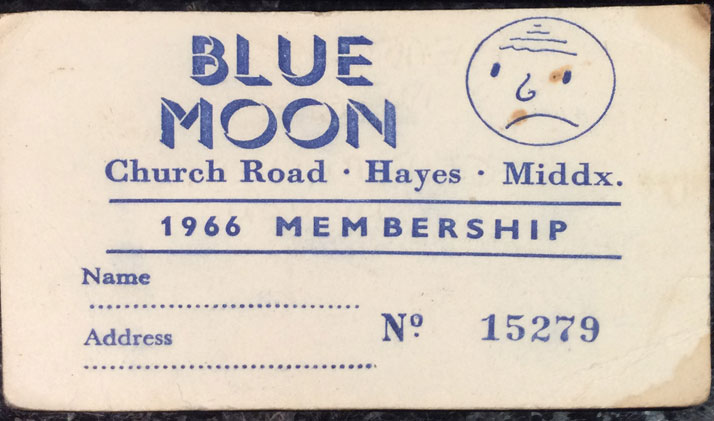 BLUE
MOON
Church Road · Hayes · Middx.
1966 MEMBERSHIP
Name
Address
Nº 15279